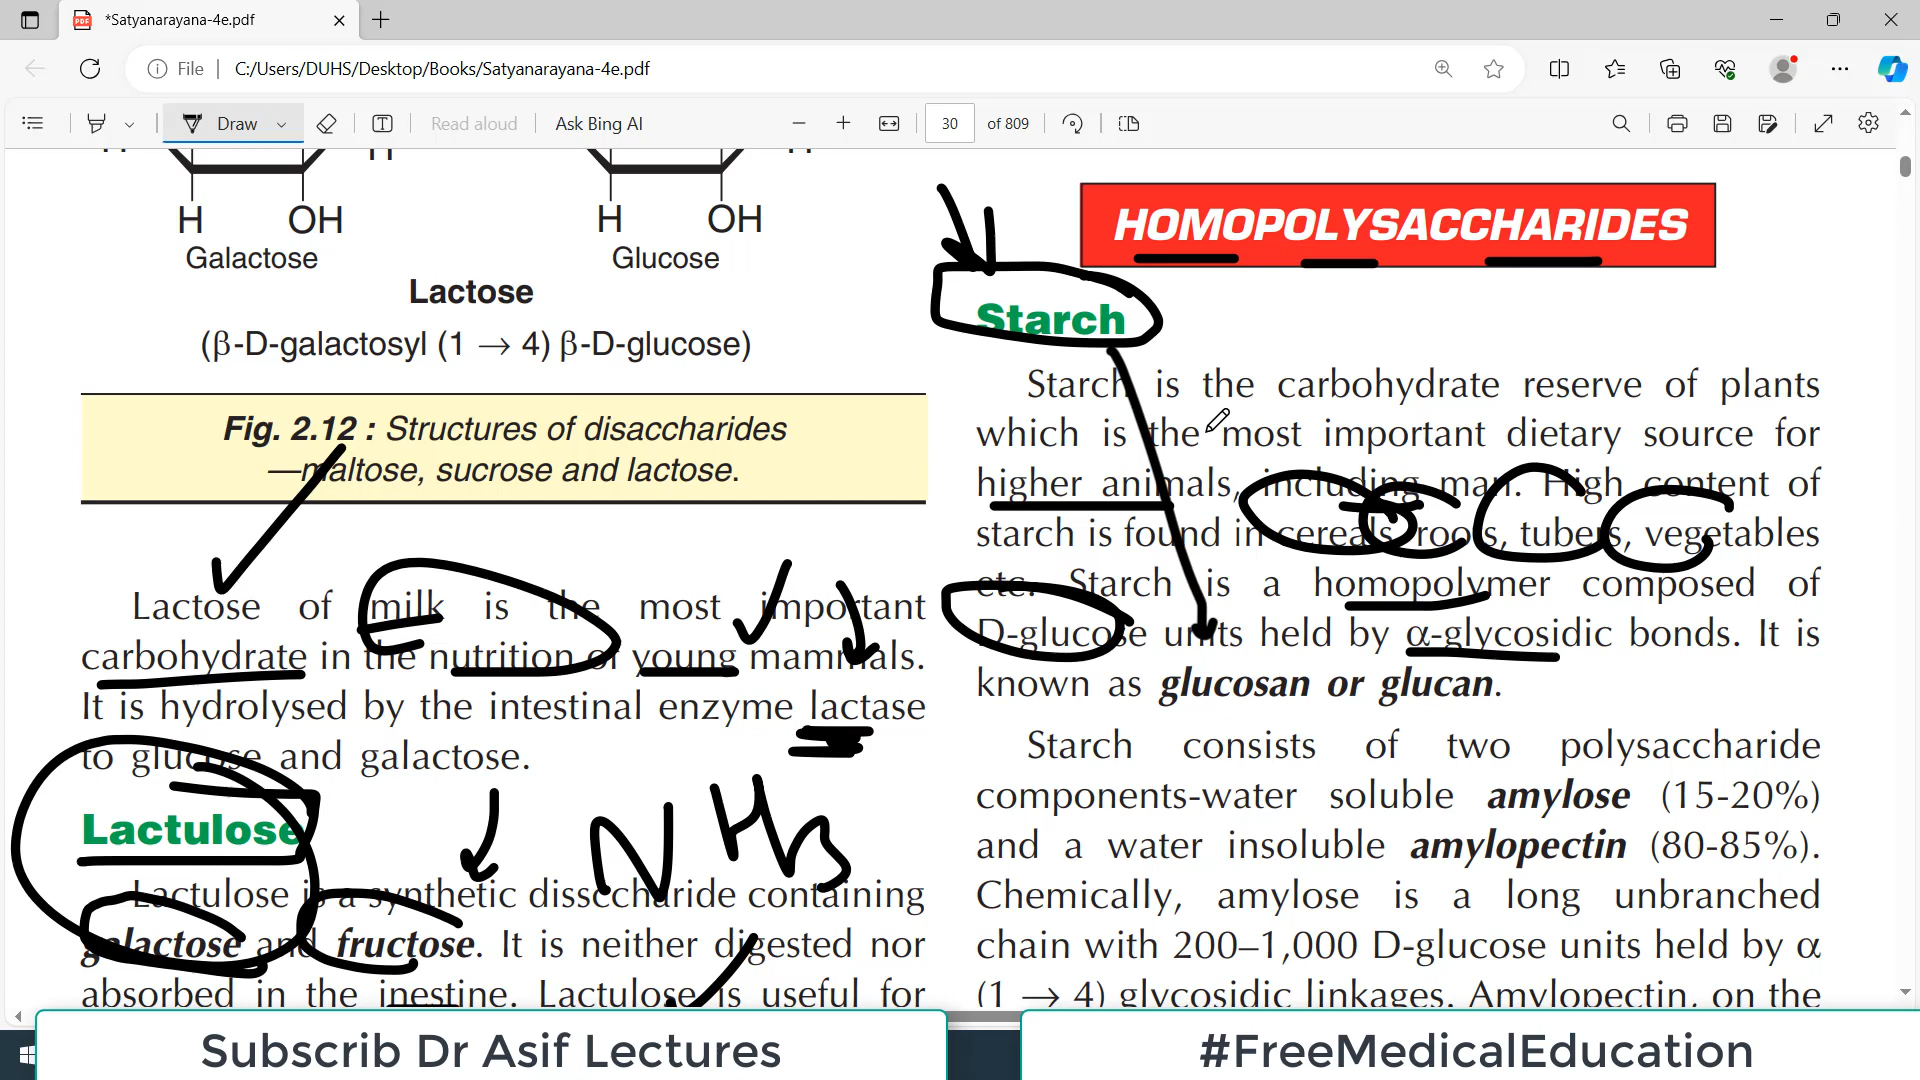 *Satyanarayana-4e.pdf
File | C:/Users/DUHS/Desktop/Books/Satyanarayana-4e.pdf
Draw
Read aloud
Ask Bing AI
30 of 809
H OH
Galactose
H OH
Glucose
Lactose
(β-D-galactosyl (1 → 4) β-D-glucose)
Fig. 2.12 : Structures of disaccharides
—maltose, sucrose and lactose.
Lactose of milk is the most important
carbohydrate in the nutrition of young mammals.
It is hydrolysed by the intestinal enzyme lactase
to glucose and galactose.
NH3
Lactulose
Lactulose is a synthetic dissccharide containing
galactose and fructose. It is neither digested nor
absorbed in the inestine. Lactulose is useful for
HOMOPOLYSACCHARIDES
Starch
Starch is the carbohydrate reserve of plants
which is the most important dietary source for
higher animals, including man. High content of
starch is found in cereals, roots, tubers, vegetables
etc. Starch is a homopolymer composed of
D-glucose units held by α-glycosidic bonds. It is
known as glucosan or glucan.
Starch consists of two polysaccharide
components-water soluble amylose (15-20%)
and a water insoluble amylopectin (80-85%).
Chemically, amylose is a long unbranched
chain with 200–1,000 D-glucose units held by α
(1 → 4) glycosidic linkages. Amylopectin, on the
Subscrib Dr Asif Lectures
#FreeMedicalEducation